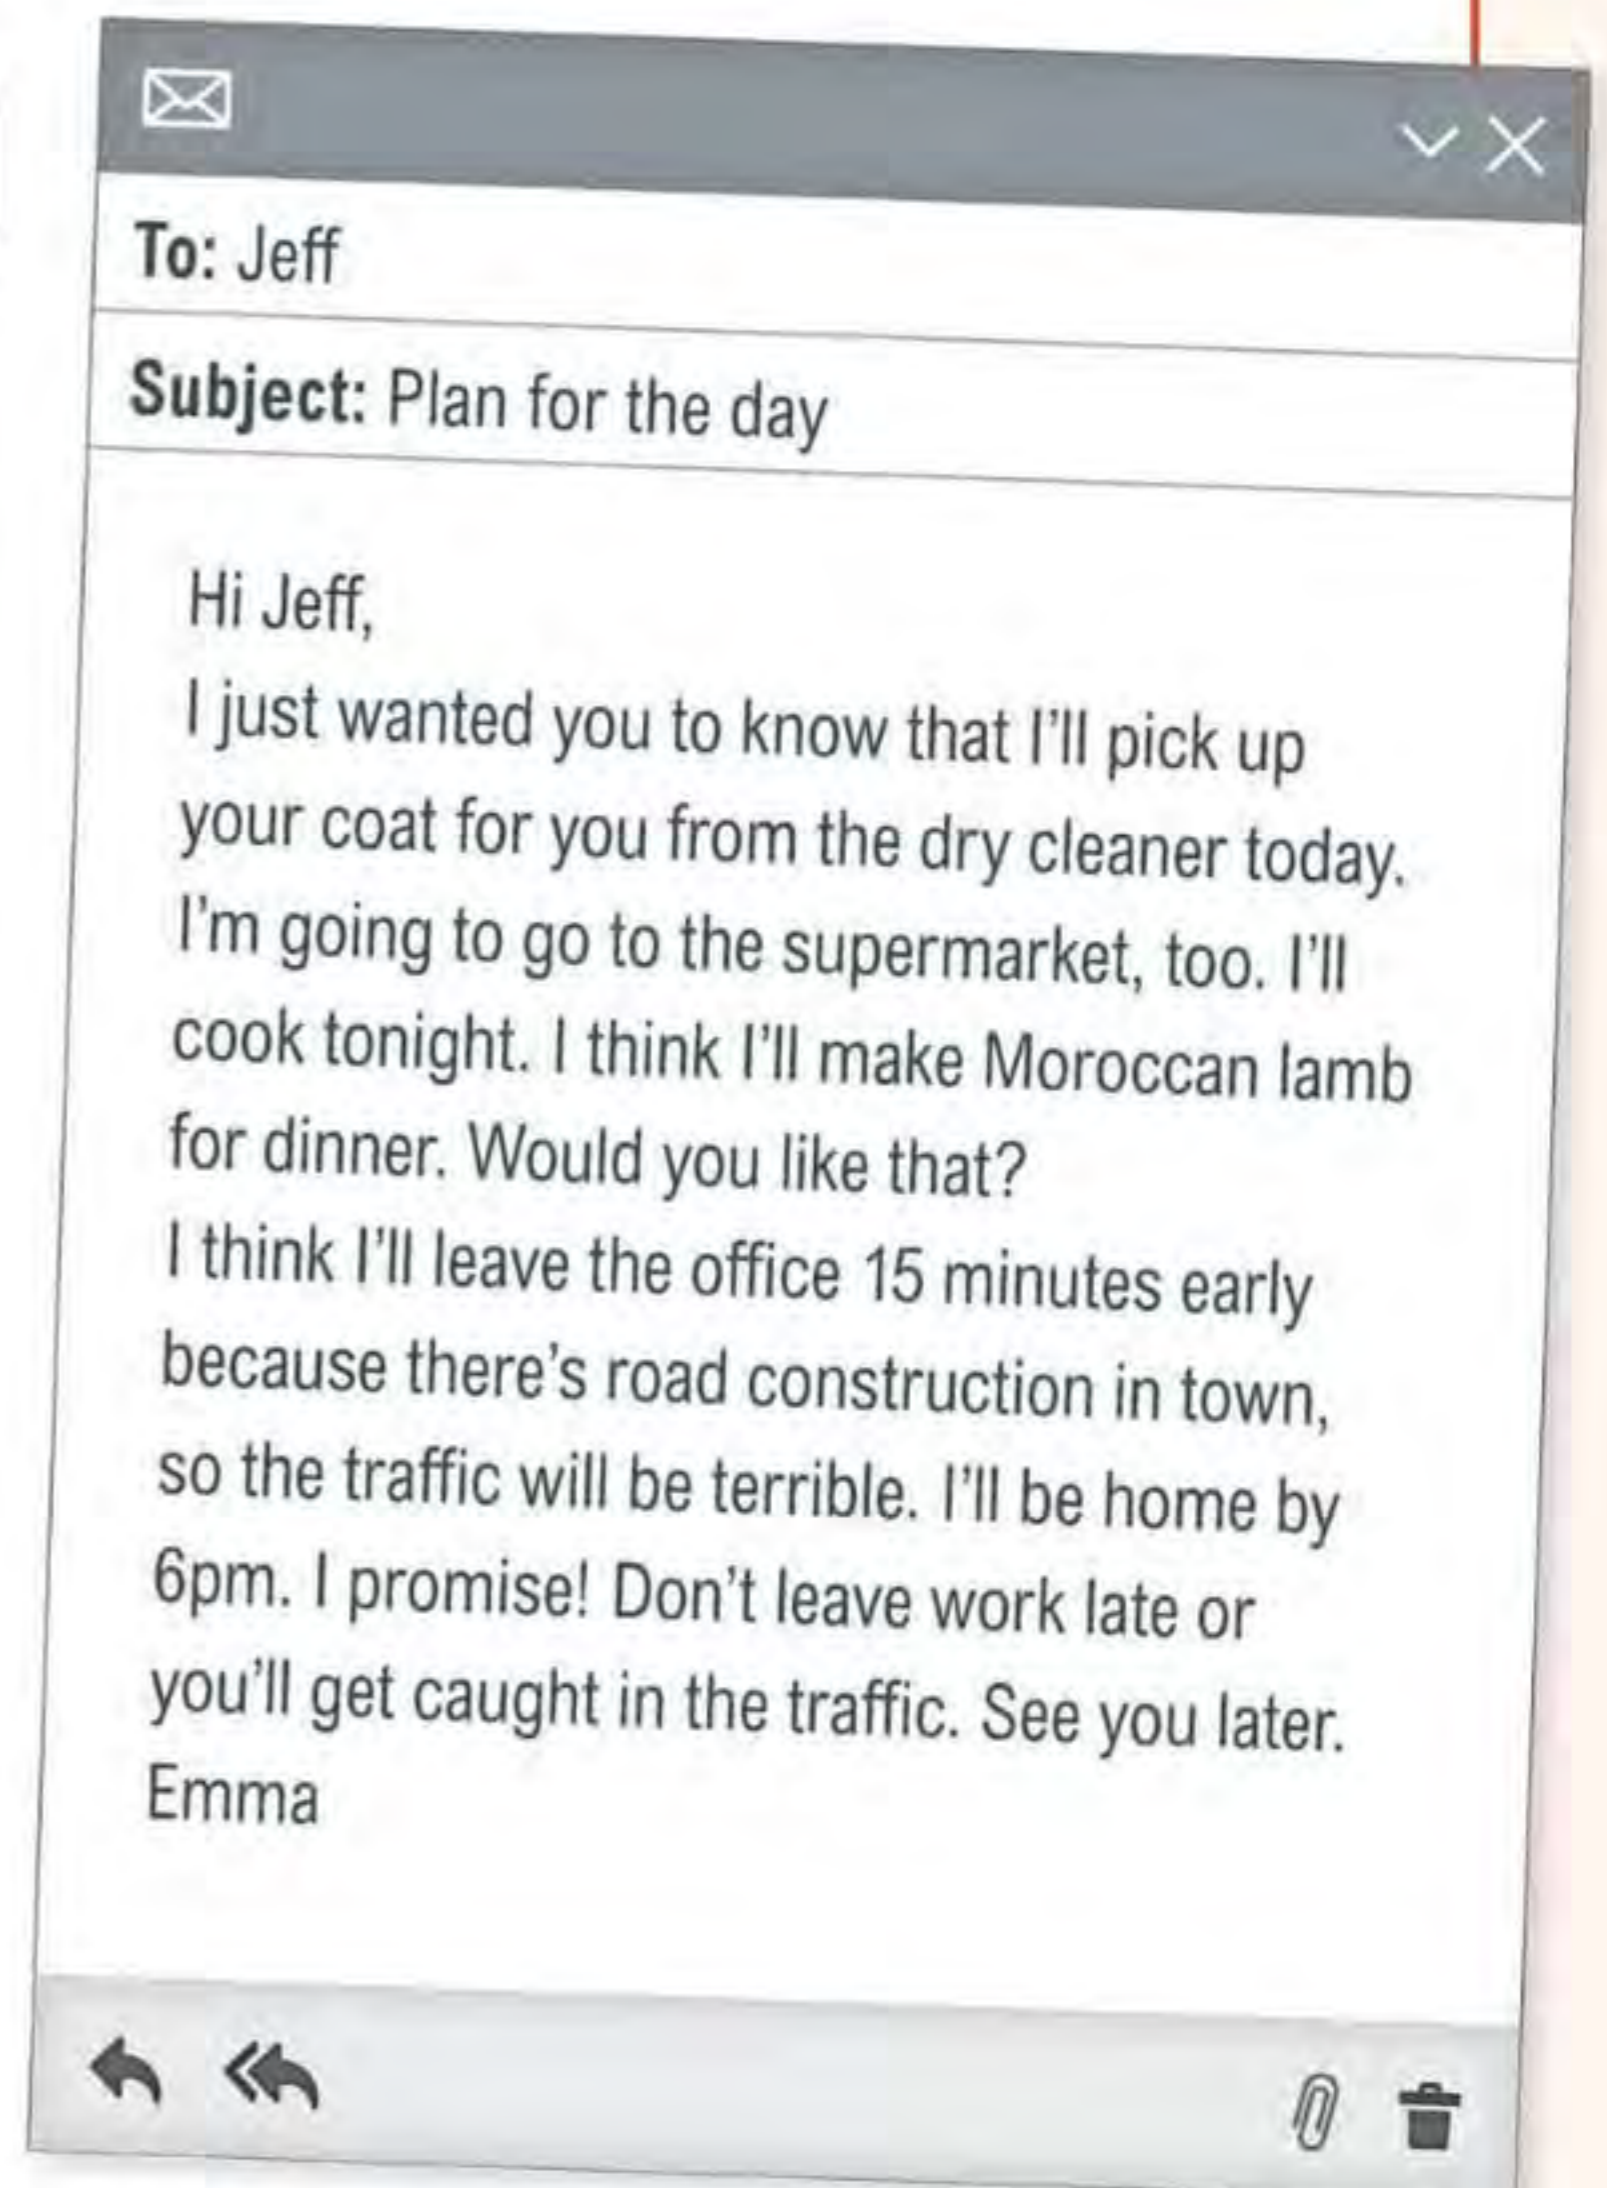 To: Jeff
Subject: Plan for the day
Hi Jeff,
I just wanted you to know that I'll pick up
your coat for you from the dry cleaner today.
I'm going to go to the supermarket, too. I'll
cook tonight. I think I'll make Moroccan lamb
for dinner. Would you like that?
I think I'll leave the office 15 minutes early
because there's road construction in town,
so the traffic will be terrible. I'll be home by
6pm. I promise! Don't leave work late or
you'll get caught in the traffic. See you later.
Emma